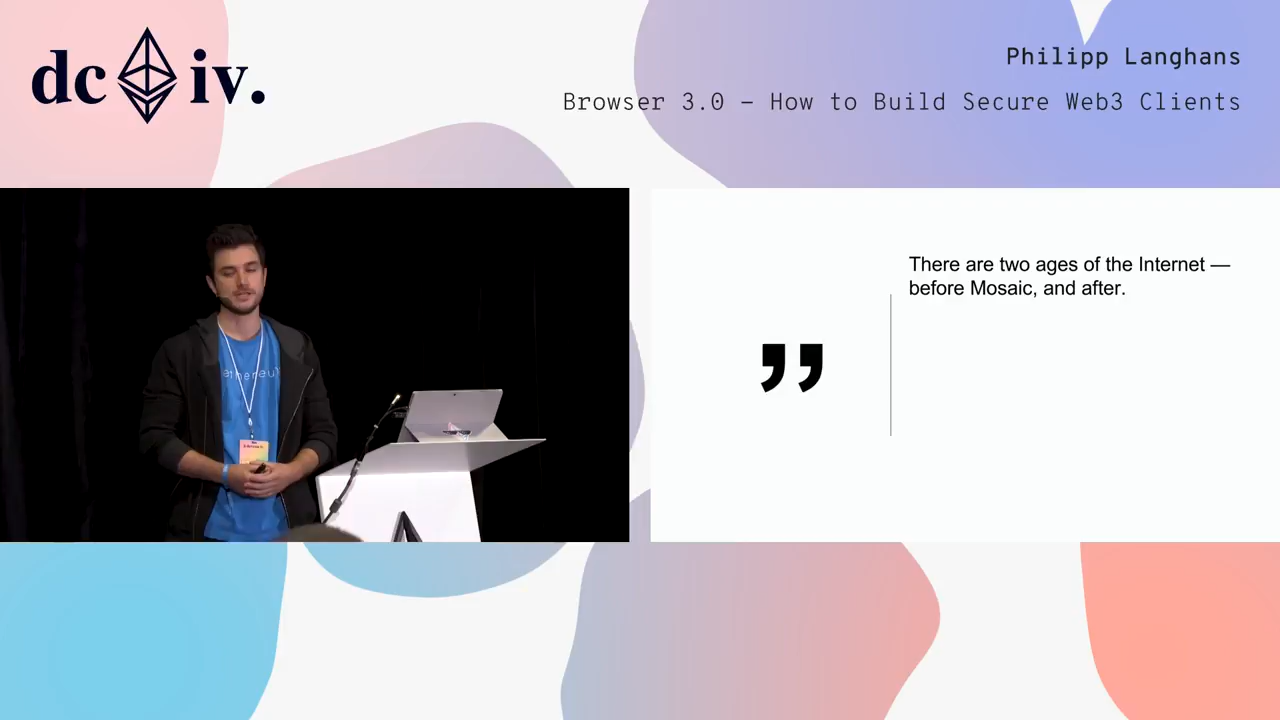 dc iv.
Philipp Langhans
Browser 3.0 – How to Build Secure Web3 Clients
ethereu
There are two ages of the Internet —
before Mosaic, and after.
”